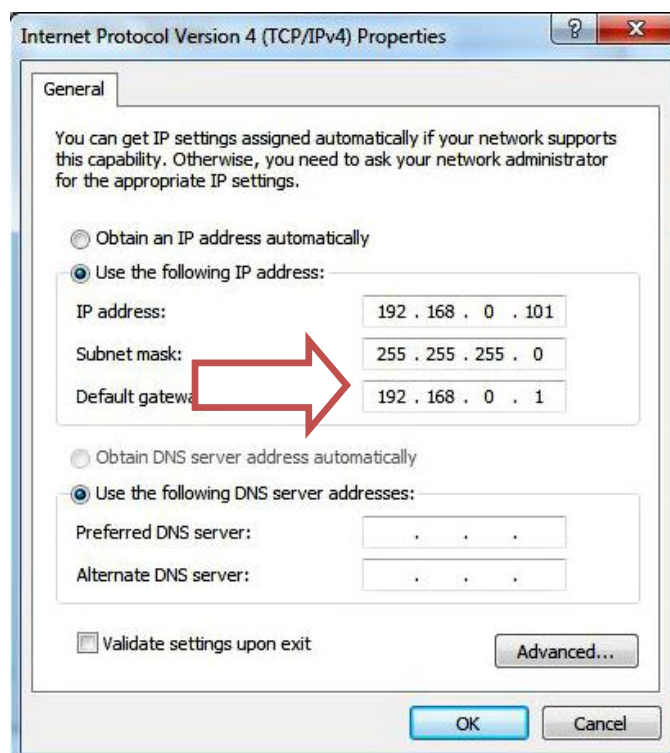 Internet Protocol Version 4 (TCP/IPv4) Properties
General
You can get IP settings assigned automatically if your network supports
this capability. Otherwise, you need to ask your network administrator
for the appropriate IP settings.
Obtain an IP address automatically
Use the following IP address:
IP address: 192 . 168 . 0 . 101
Subnet mask: 255 . 255 . 255 . 0
Default 192 . 168 . 0 . 1
Obtain DNS server address automatically
Use the following DNS server addresses:
Preferred DNS server: . . .
Alternate DNS server: . . .
Validate settings upon exit
Advanced...
OK Cancel